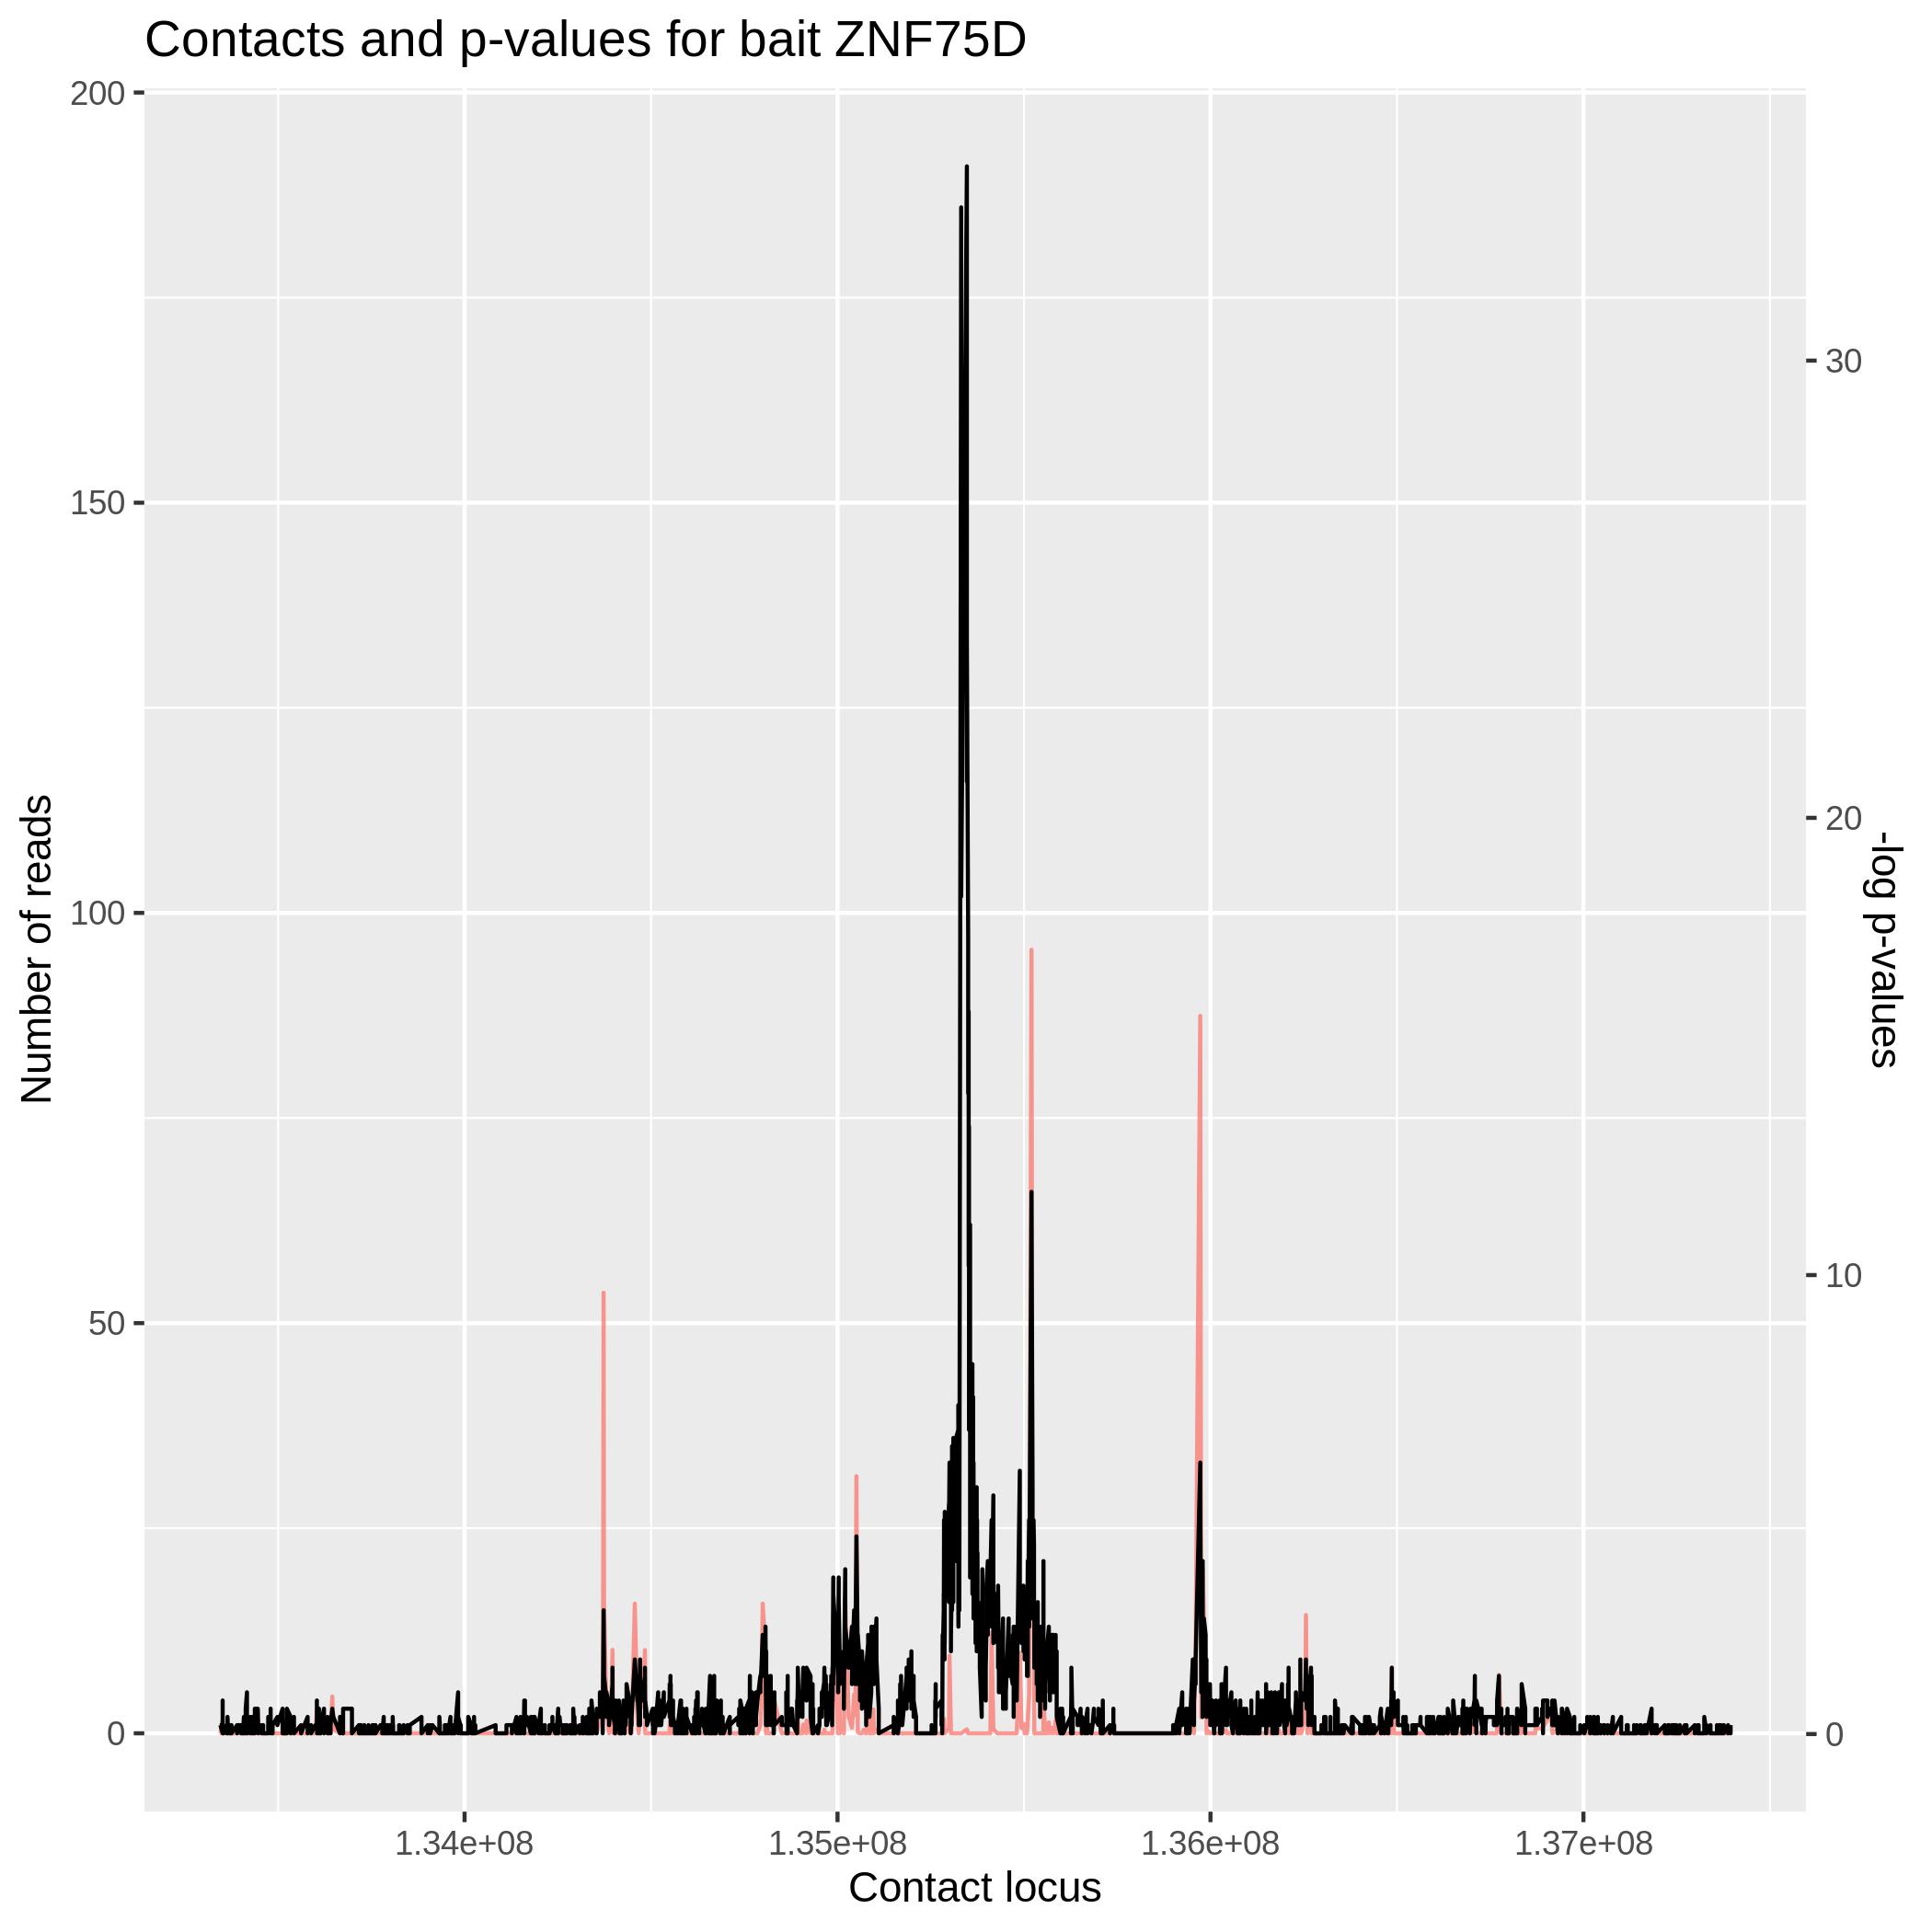 Contacts and p-values for bait ZNF75D
200
150
100
50
0
Number of reads
30
20
10
0
-log p-values
1.34e+08 1.35e+08 1.36e+08 1.37e+08
Contact locus